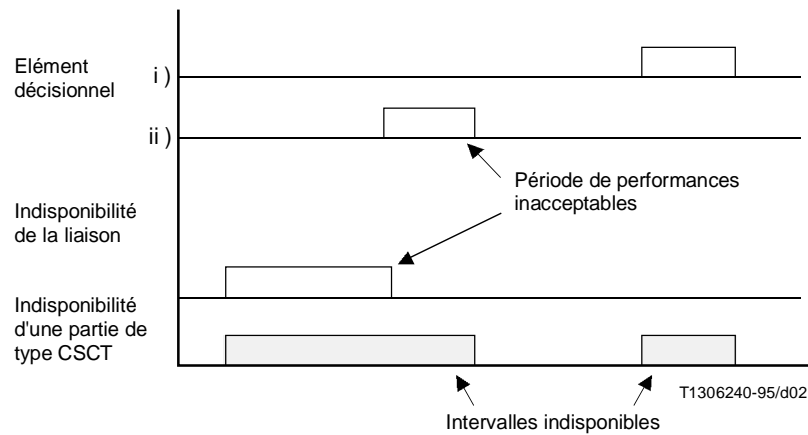 Elément
décisionnel
i )
ii )
Période de performances
inacceptables
Indisponibilité
de la liaison
Indisponibilité
d'une partie de
type CSCT
T1306240-95/d02
Intervalles indisponibles